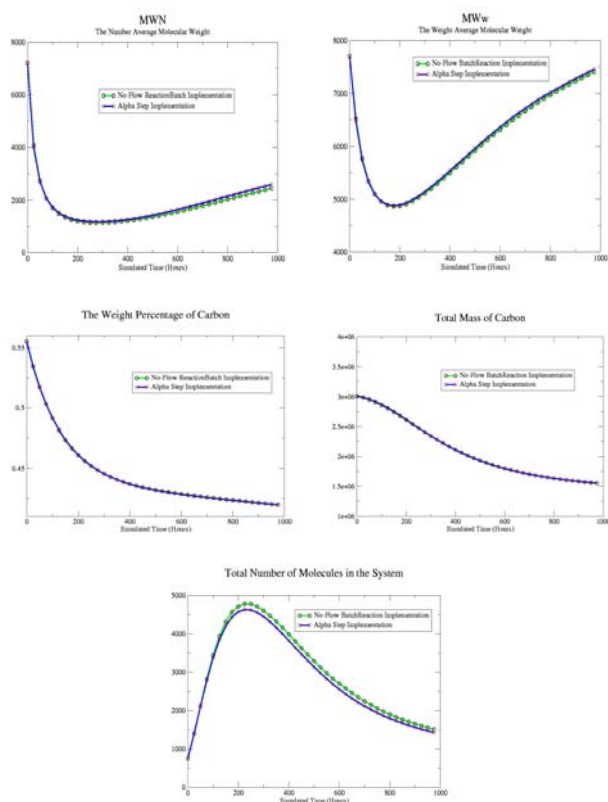 MWN
The Number Average Molecular Weight
8000
6000
4000
2000
0
No-Flow ReactionBatch Implementation
Alpha Step Implementation
0
200
400
600
800
1000
Simulated Time (Hours)
MWw
The Weight Average Molecular Weight
8000
7000
6000
5000
4000
No-Flow BatchReaction Implementation
Alpha Step Implementation
0
200
400
600
800
1000
Simulated Time (Hours)
The Weight Percentage of Carbon
0.55
0.5
0.45
No-Flow ReactionBatch Implementation
Alpha Step Implementation
0
200
400
600
800
1000
Simulated Time (Hours)
Total Mass of Carbon
4e+06
3.5e+06
3e+06
2.5e+06
2e+06
1.5e+06
1e+06
No-Flow BatchReaction Implementation
Alpha Step Implementation
0
200
400
600
800
1000
Simulated Time (Hours)
Total Number of Molecules in the System
5000
4000
3000
2000
1000
0
No-Flow BatchReaction Implementation
Alpha Step Implementation
0
200
400
600
800
1000
Simulated Time (Hours)